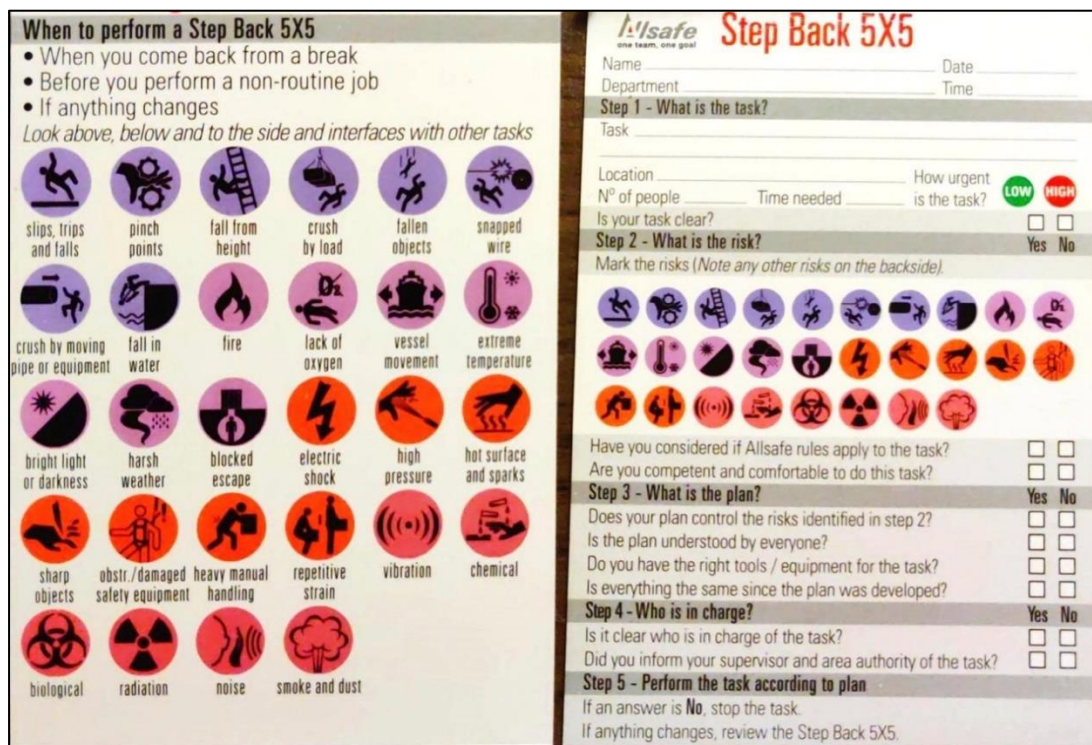 When to perform a Step Back 5X5
• When you come back from a break
• Before you perform a non-routine job
• If anything changes
Look above, below and to the side and interfaces with other tasks
slips, trips and falls
pinch points
fall from height
crush by load
fallen objects
snapped wire
crush by moving pipe or equipment
fall in water
fire
O2
lack of oxygen
vessel movement
extreme temperature
bright light or darkness
harsh weather
blocked escape
electric shock
high pressure
hot surface and sparks
sharp objects
obstr./damaged safety equipment
heavy manual handling
repetitive strain
vibration
chemical
biological
radiation
noise
smoke and dust
Allsafe
one team, one goal
Step Back 5X5
Name Date
Department Time
Step 1 - What is the task?
Task
Location How urgent
N° of people Time needed is the task? LOW HIGH
Is your task clear?
Step 2 - What is the risk? Yes No
Mark the risks (Note any other risks on the backside).
O2
Have you considered if Allsafe rules apply to the task?
Are you competent and comfortable to do this task?
Step 3 - What is the plan? Yes No
Does your plan control the risks identified in step 2?
Is the plan understood by everyone?
Do you have the right tools / equipment for the task?
Is everything the same since the plan was developed?
Step 4 - Who is in charge? Yes No
Is it clear who is in charge of the task?
Did you inform your supervisor and area authority of the task?
Step 5 - Perform the task according to plan
If an answer is No, stop the task.
If anything changes, review the Step Back 5X5.